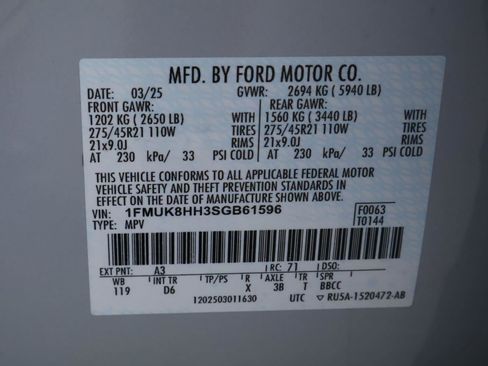 MFD. BY FORD MOTOR CO.
DATE: 03/25 GVWR: 2694 KG ( 5940 LB)
FRONT GAWR: REAR GAWR:
1202 KG ( 2650 LB) WITH 1560 KG ( 3440 LB) WITH
275/45R21 110W TIRES 275/45R21 110W TIRES
21x9.0J RIMS 21x9.0J RIMS
AT 230 kPa/ 33 PSI COLD AT 230 kPa/ 33 PSI COLD
THIS VEHICLE CONFORMS TO ALL APPLICABLE FEDERAL MOTOR
VEHICLE SAFETY AND THEFT PREVENTION STANDARDS IN
EFFECT ON THE DATE OF MANUFACTURE SHOWN ABOVE.
VIN: 1FMUK8HH3SGB61596 F0063
TYPE: MPV T0144
EXT PNT: A3 RC: 71 DSO:
WB INT TR TP/PS R AXLE TR SPR
119 D6 X 3B T BBCC
1202503011630 UTC ▽ RU5A-1520472-AB